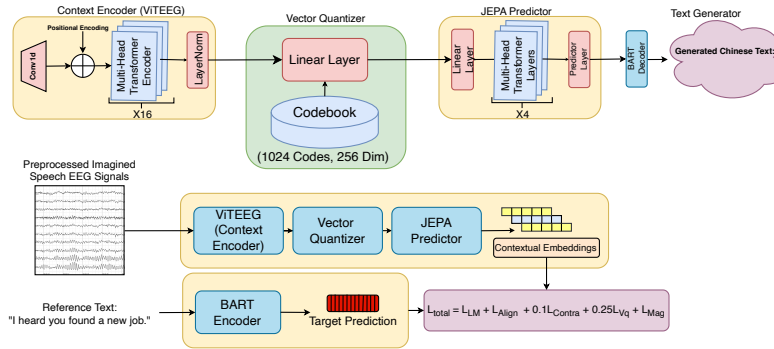 Context Encoder (ViTEEG)
Vector Quantizer
JEPA Predictor
Text Generator
Positional Encoding
Conv1d
Multi-Head
Transformer
Encoder
LayerNorm
X16
Linear Layer
Codebook
(1024 Codes, 256 Dim)
Linear
Layer
Multi-Head
Transformer
Layers
X4
Predictor
Layer
BART
Decoder
Generated Chinese Text:
Preprocessed Imagined
Speech EEG Signals
ViTEEG
(Context
Encoder)
Vector
Quantizer
JEPA
Predictor
Contextual Embeddings
Reference Text:
"I heard you found a new job."
BART
Encoder
Target Prediction
L_total = L_LM + L_Align + 0.1L_Contra + 0.25L_Vq + L_Mag